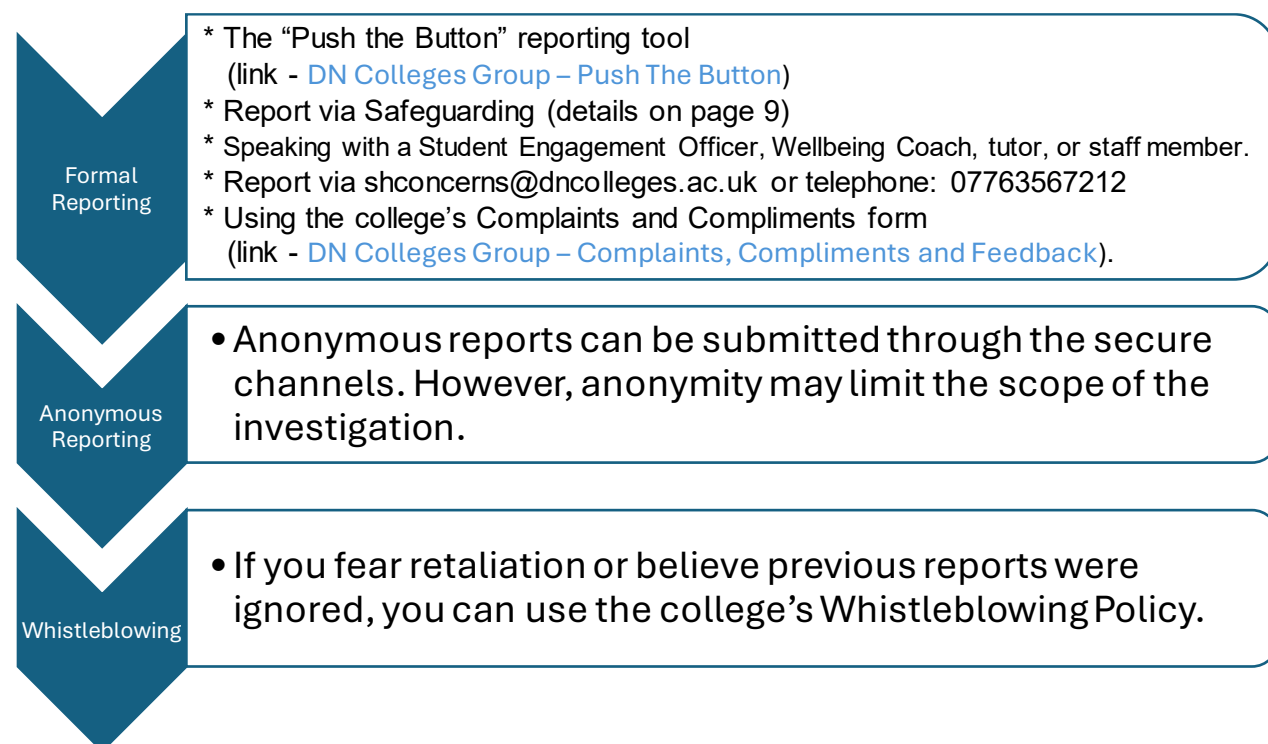 * The “Push the Button” reporting tool
(link - DN Colleges Group – Push The Button)
* Report via Safeguarding (details on page 9)
* Speaking with a Student Engagement Officer, Wellbeing Coach, tutor, or staff member.
Formal
Reporting
* Report via shconcerns@dncolleges.ac.uk or telephone: 07763567212
* Using the college’s Complaints and Compliments form
(link - DN Colleges Group – Complaints, Compliments and Feedback).
Anonymous
Reporting
• Anonymous reports can be submitted through the secure
channels. However, anonymity may limit the scope of the
investigation.
Whistleblowing
• If you fear retaliation or believe previous reports were
ignored, you can use the college’s Whistleblowing Policy.